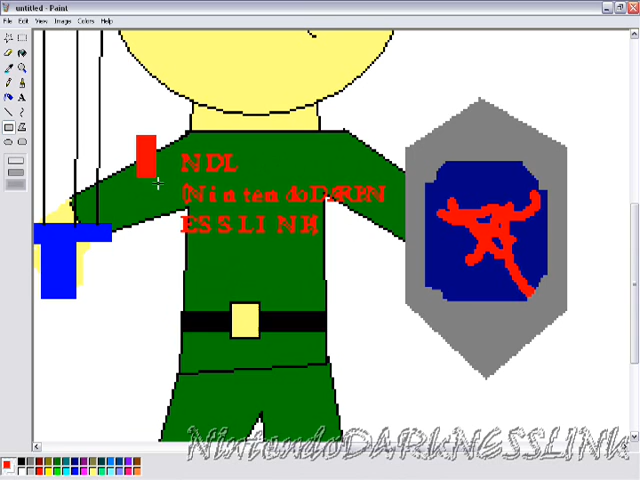 untitled - Paint
File Edit View Image Colors Help
NDL
(NintendoDARKN
ESSLINK)
NintendoDARKNESSLINK